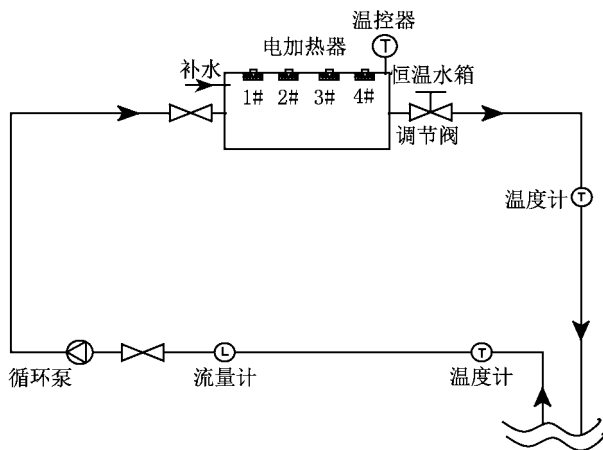 温控器
电加热器
T
补水
恒温水箱
1# 2# 3# 4#
调节阀
温度计
T
L
T
循环泵
流量计
温度计